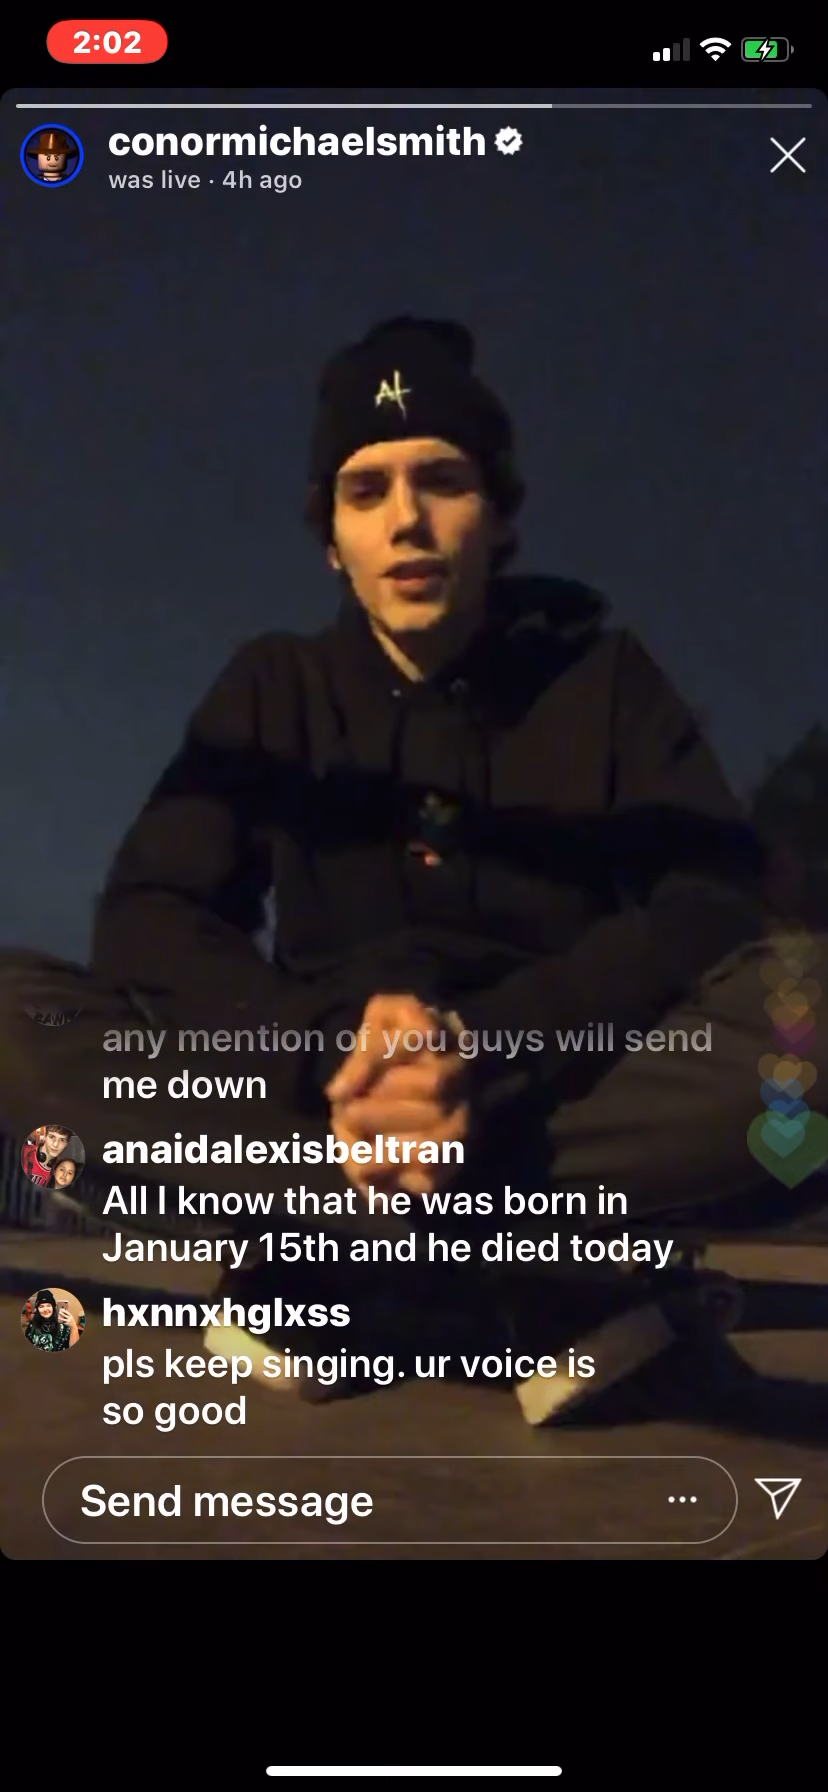 2:02
conormichaelsmith
was live · 4h ago
any mention of you guys will send
me down
anaidalexisbeltran
All I know that he was born in
January 15th and he died today
hxnnxhglxss
pls keep singing. ur voice is
so good
Send message